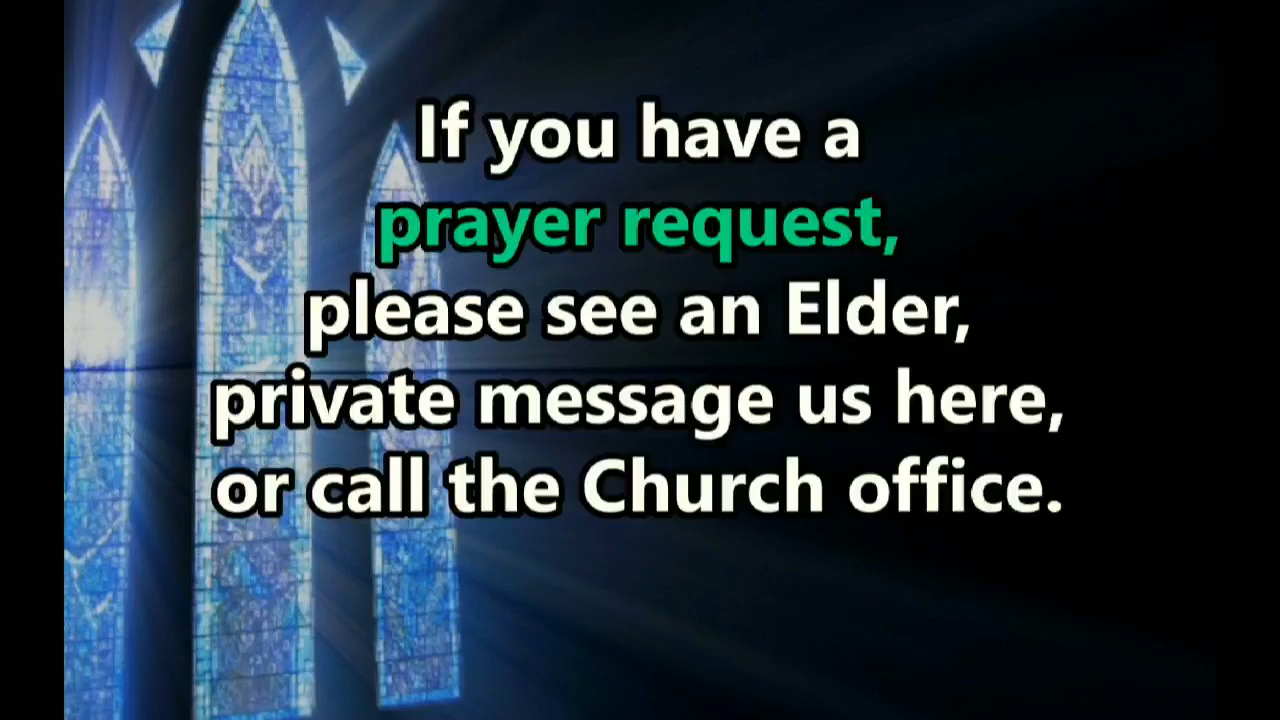 If you have a
prayer request,
please see an Elder,
private message us here,
or call the Church office.